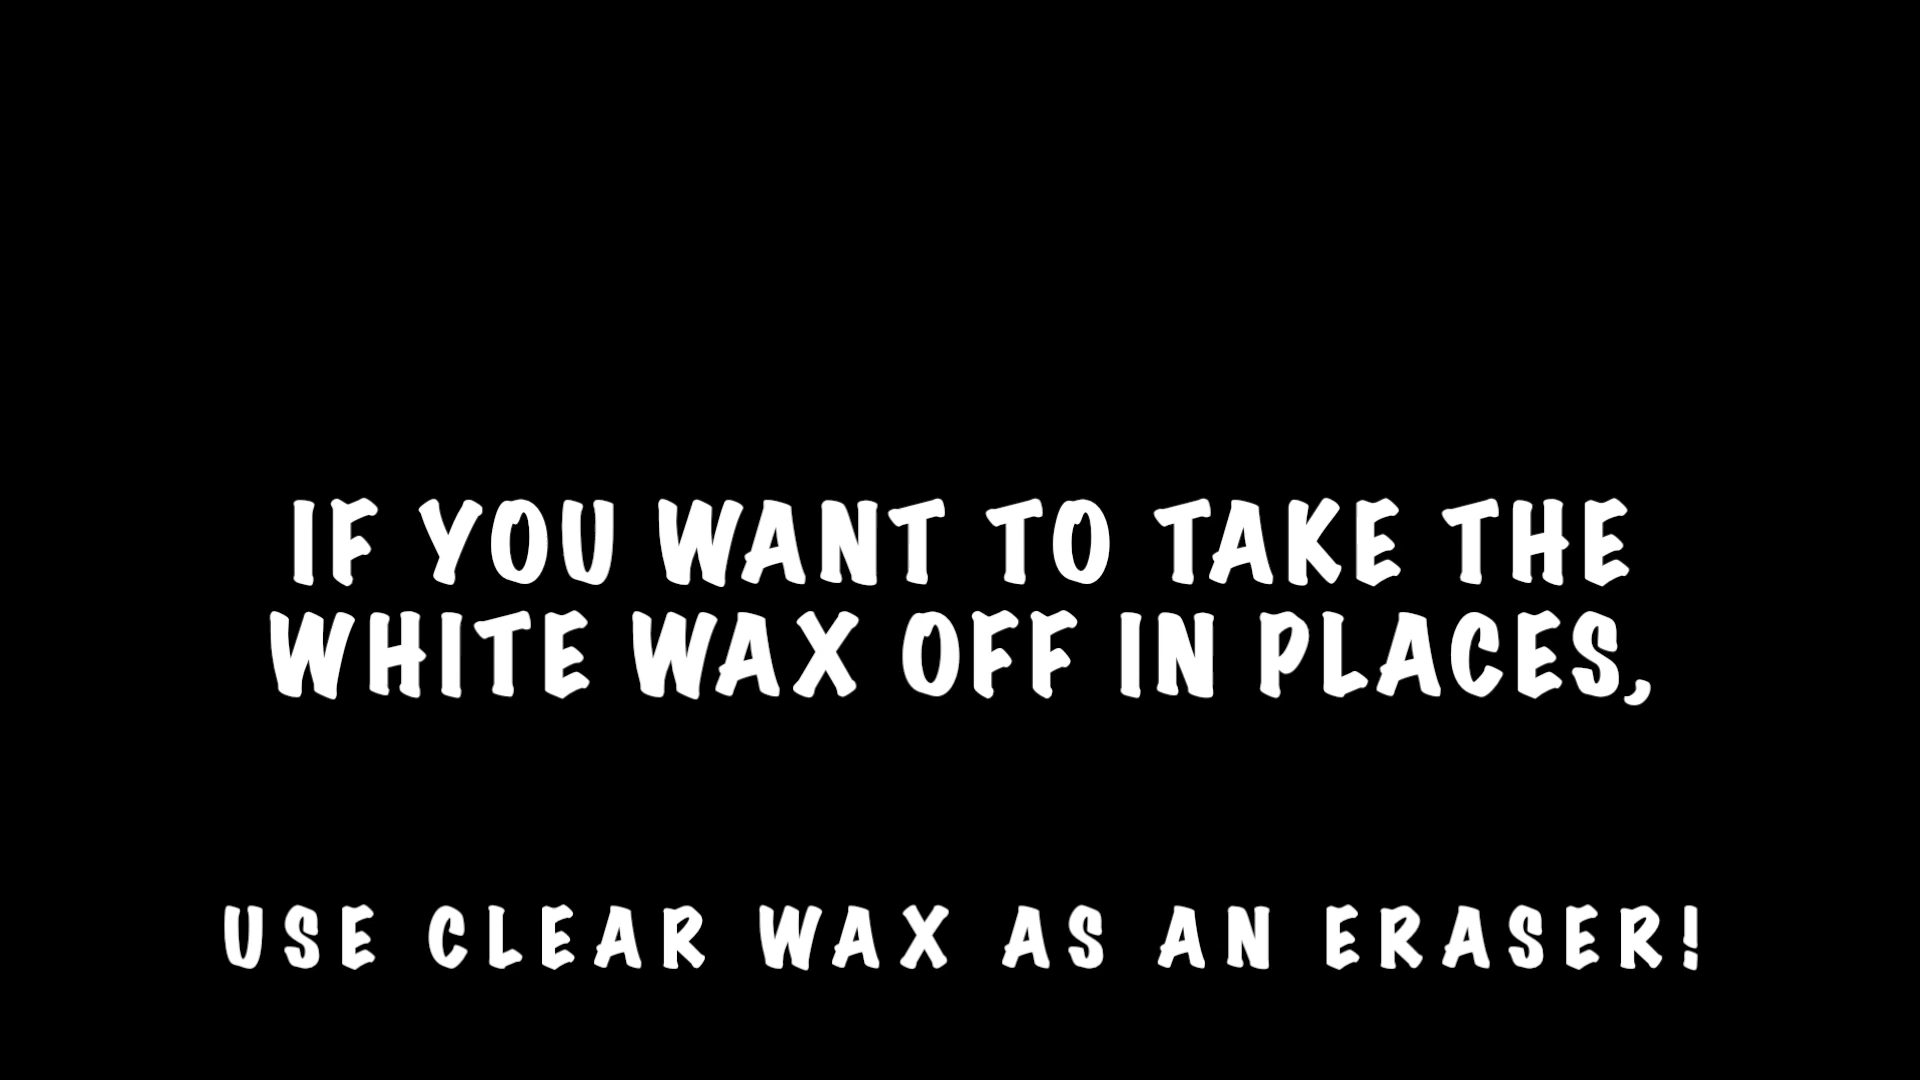 IF YOU WANT TO TAKE THE
WHITE WAX OFF IN PLACES,
USE CLEAR WAX AS AN ERASER!